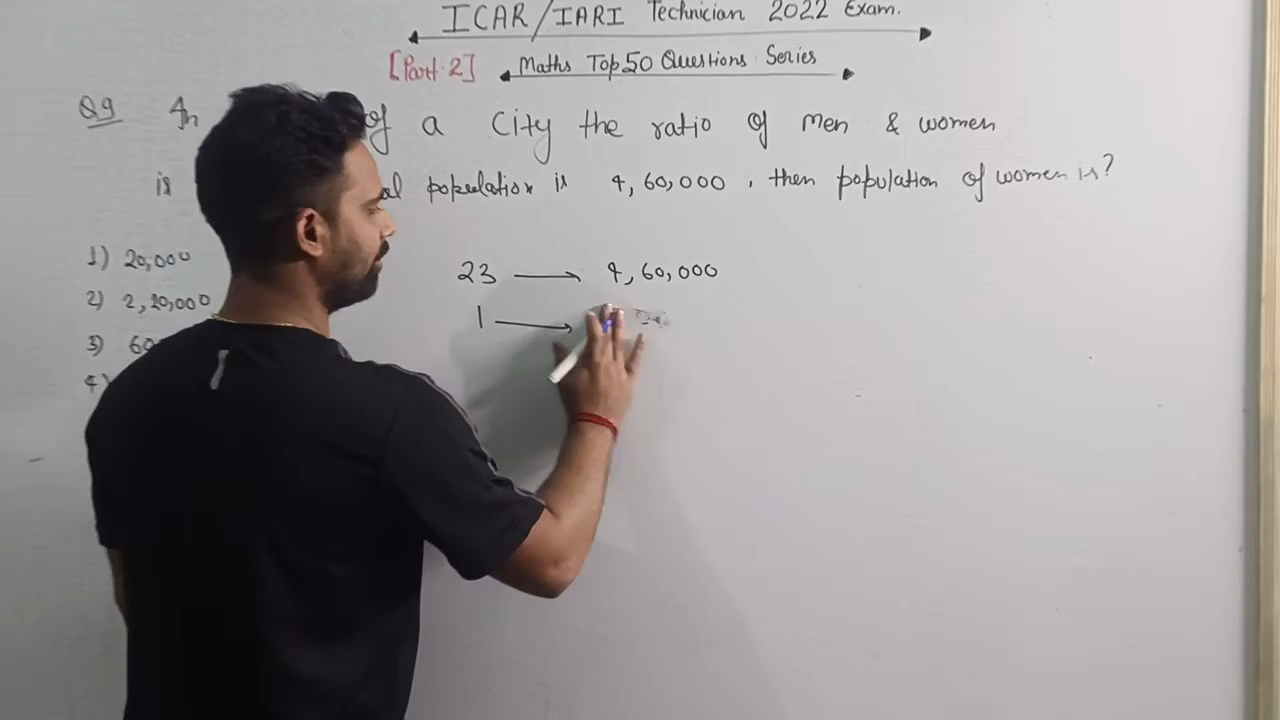 ICAR/IARI Technician 2022 Exam.
[Part-2] Maths Top 50 Questions Series
Q9 In of a City the ratio of men & women
is population is 4,60,000, then population of women is?
1) 20,000
2) 2,20,000
3) 60
4)
23 → 4,60,000
1 →